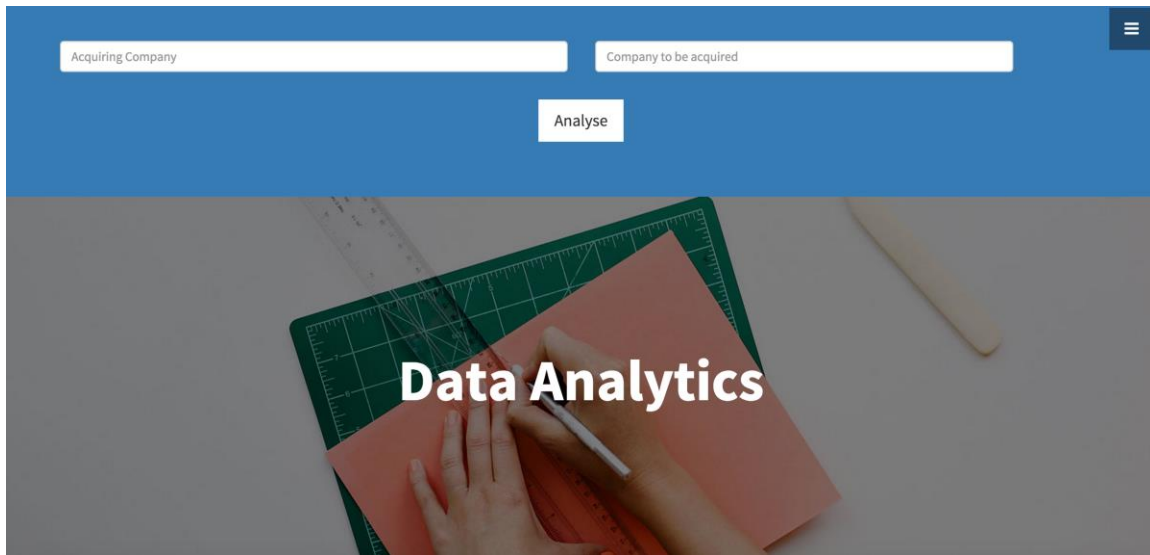 Acquiring Company
Company to be acquired
Analyse
Data Analytics